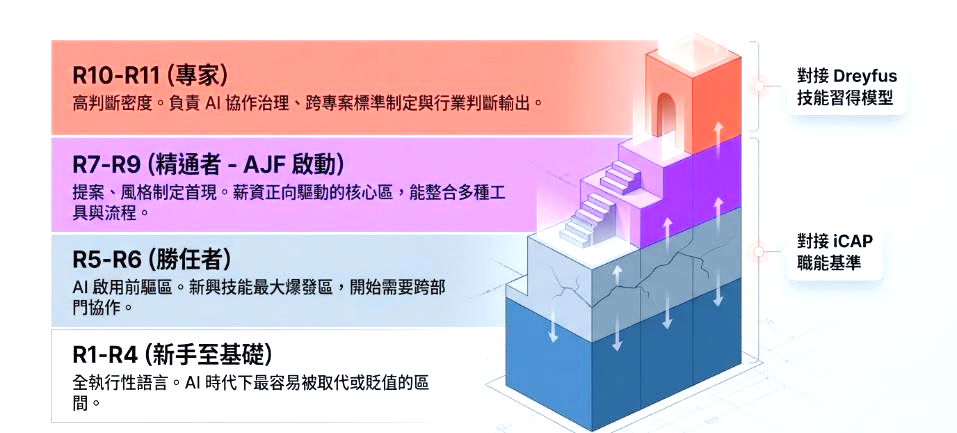 R10-R11 (專家)
高判斷密度。負責 AI 協作治理、跨專案標準制定與行業判斷輸出。
對接 Dreyfus
技能習得模型
R7-R9 (精通者 - AJF 啟動)
提案、風格制定首現。薪資正向驅動的核心區，能整合多種工
具與流程。
R5-R6 (勝任者)
AI 啟用前驅區。新興技能最大爆發區，開始需要跨部
門協作。
對接 iCAP
職能基準
R1-R4 (新手至基礎)
全執行性語言。AI 時代下最容易被取代或貶值的區
間。